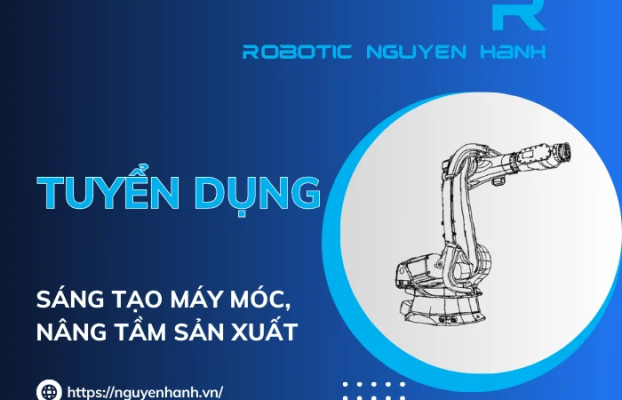 R
ROBOTIC NGUYEN HANH
TUYỂN DỤNG
SÁNG TẠO MÁY MÓC,
NÂNG TẦM SẢN XUẤT
https://nguyenhanh.vn/